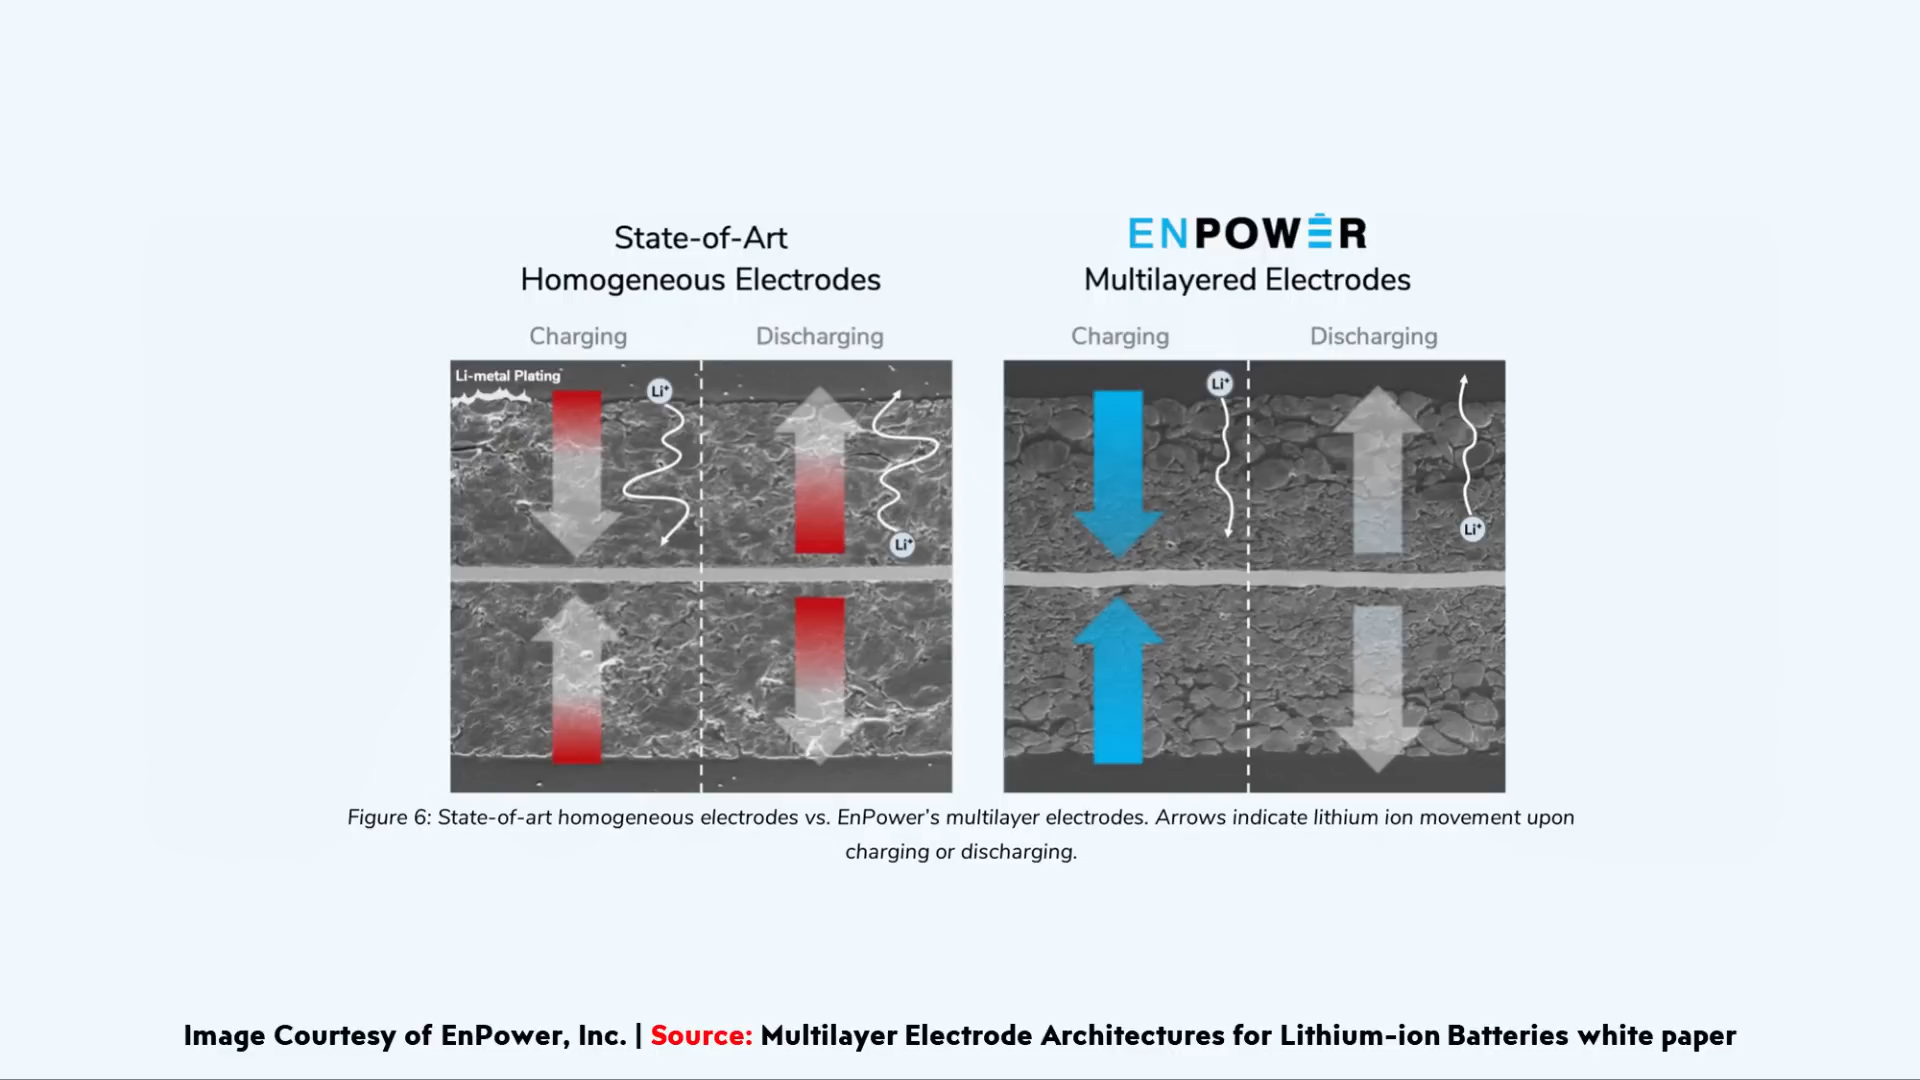 State-of-Art
Homogeneous Electrodes
ENPOWER
Multilayered Electrodes
Charging
Discharging
Charging
Discharging
Li-metal Plating
Li⁺
Li⁺
Li⁺
Li⁺
Figure 6: State-of-art homogeneous electrodes vs. EnPower’s multilayer electrodes. Arrows indicate lithium ion movement upon
charging or discharging.
Image Courtesy of EnPower, Inc. | Source: Multilayer Electrode Architectures for Lithium-ion Batteries white paper